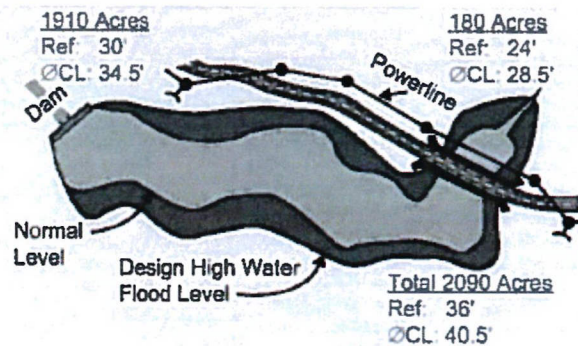 1910 Acres
Ref: 30'
ØCL: 34.5'
180 Acres
Ref: 24'
ØCL: 28.5'
Powerline
Dam
Normal
Level
Design High Water
Flood Level
Total 2090 Acres
Ref: 36'
ØCL: 40.5'